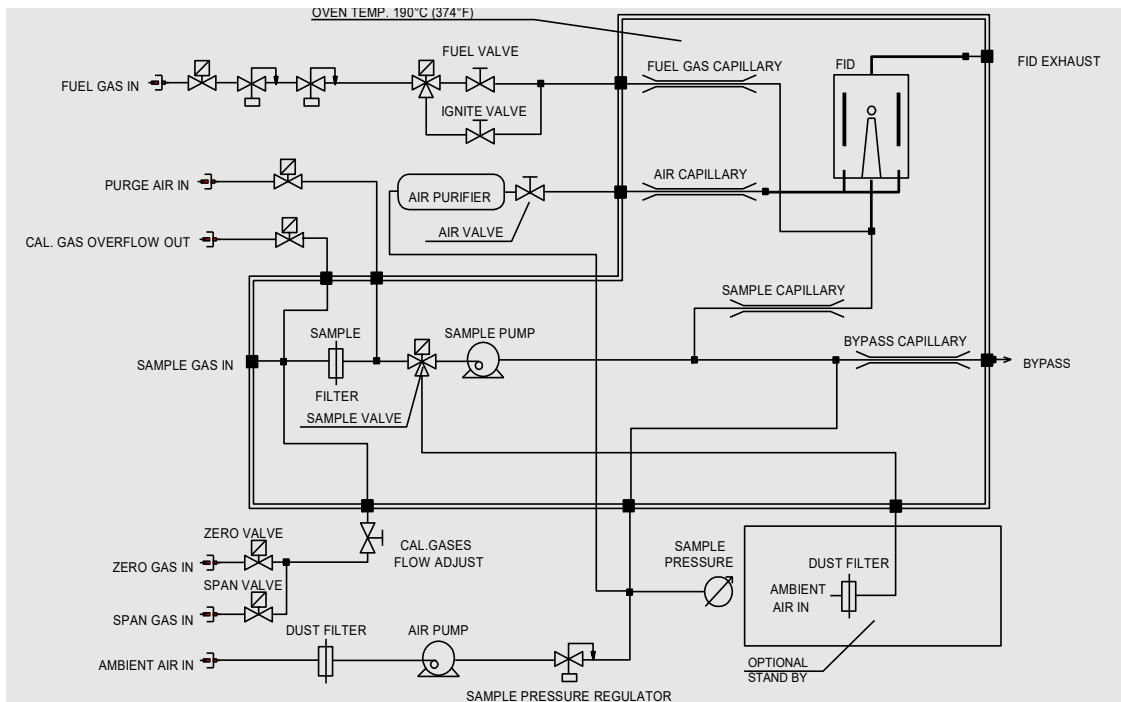 OVEN TEMP. 190°C (374°F)
FUEL VALVE
FUEL GAS IN
FUEL GAS CAPILLARY
FID
FID EXHAUST
IGNITE VALVE
PURGE AIR IN
AIR PURIFIER
AIR CAPILLARY
AIR VALVE
CAL. GAS OVERFLOW OUT
SAMPLE CAPILLARY
SAMPLE
SAMPLE PUMP
BYPASS CAPILLARY
SAMPLE GAS IN
BYPASS
FILTER
SAMPLE VALVE
ZERO VALVE
CAL.GASES
FLOW ADJUST
ZERO GAS IN
SAMPLE
PRESSURE
DUST FILTER
AMBIENT
AIR IN
SPAN VALVE
SPAN GAS IN
DUST FILTER
AIR PUMP
AMBIENT AIR IN
OPTIONAL
STAND BY
SAMPLE PRESSURE REGULATOR